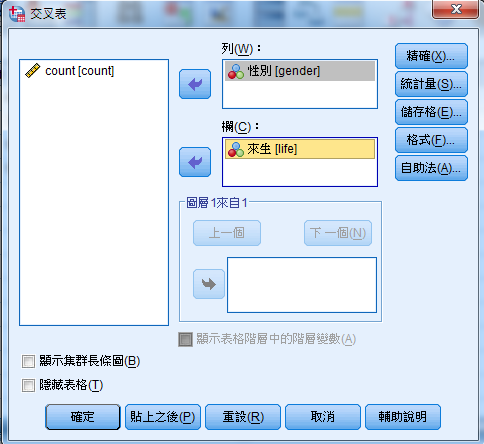 交叉表
列(W)：
count [count]
性別 [gender]
欄(C)：
來生 [life]
圖層1來自1
上一個
下一個(N)
顯示表格階層中的階層變數(A)
精確(X)...
統計量(S)...
儲存格(E)...
格式(F)...
自助法(A)...
顯示集群長條圖(B)
隱藏表格(T)
確定
貼上之後(P)
重設(R)
取消
輔助說明